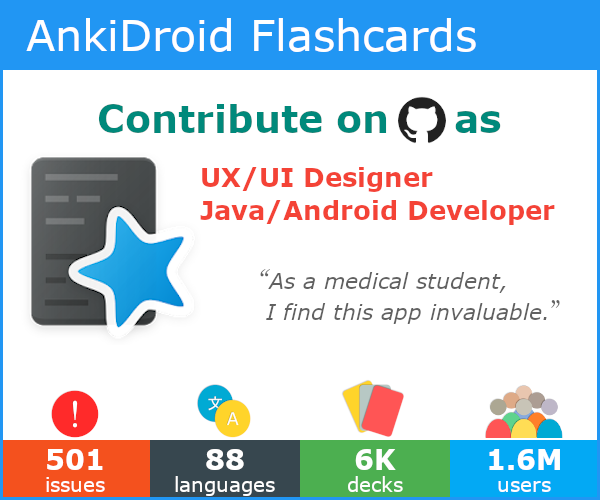 AnkiDroid Flashcards
Contribute on as
UX/UI Designer
Java/Android Developer
“As a medical student,
I find this app invaluable.”
!
文 A
501 88 6K 1.6M
issues languages decks users